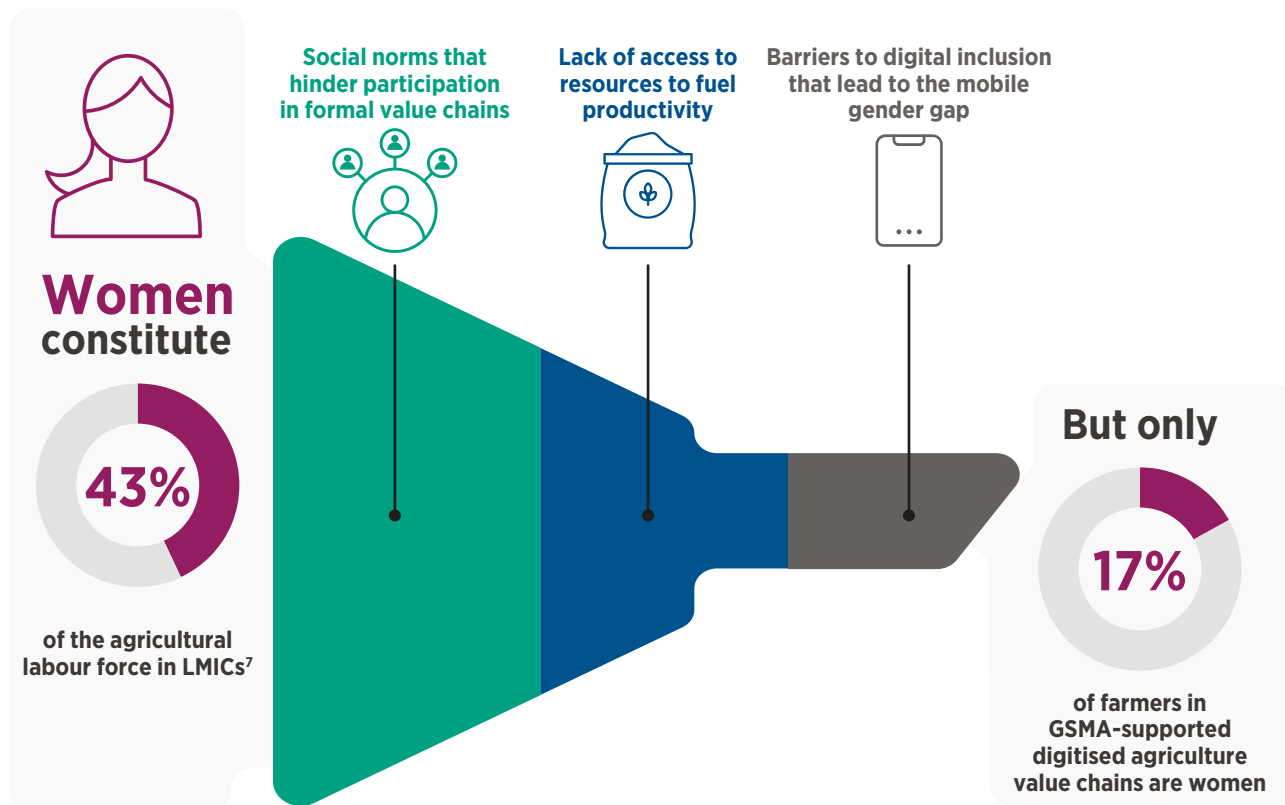 Women
constitute
43%
of the agricultural
labour force in LMICs⁷
Social norms that
hinder participation
in formal value chains
Lack of access to
resources to fuel
productivity
Barriers to digital inclusion
that lead to the mobile
gender gap
But only
17%
of farmers in
GSMA-supported
digitised agriculture
value chains are women